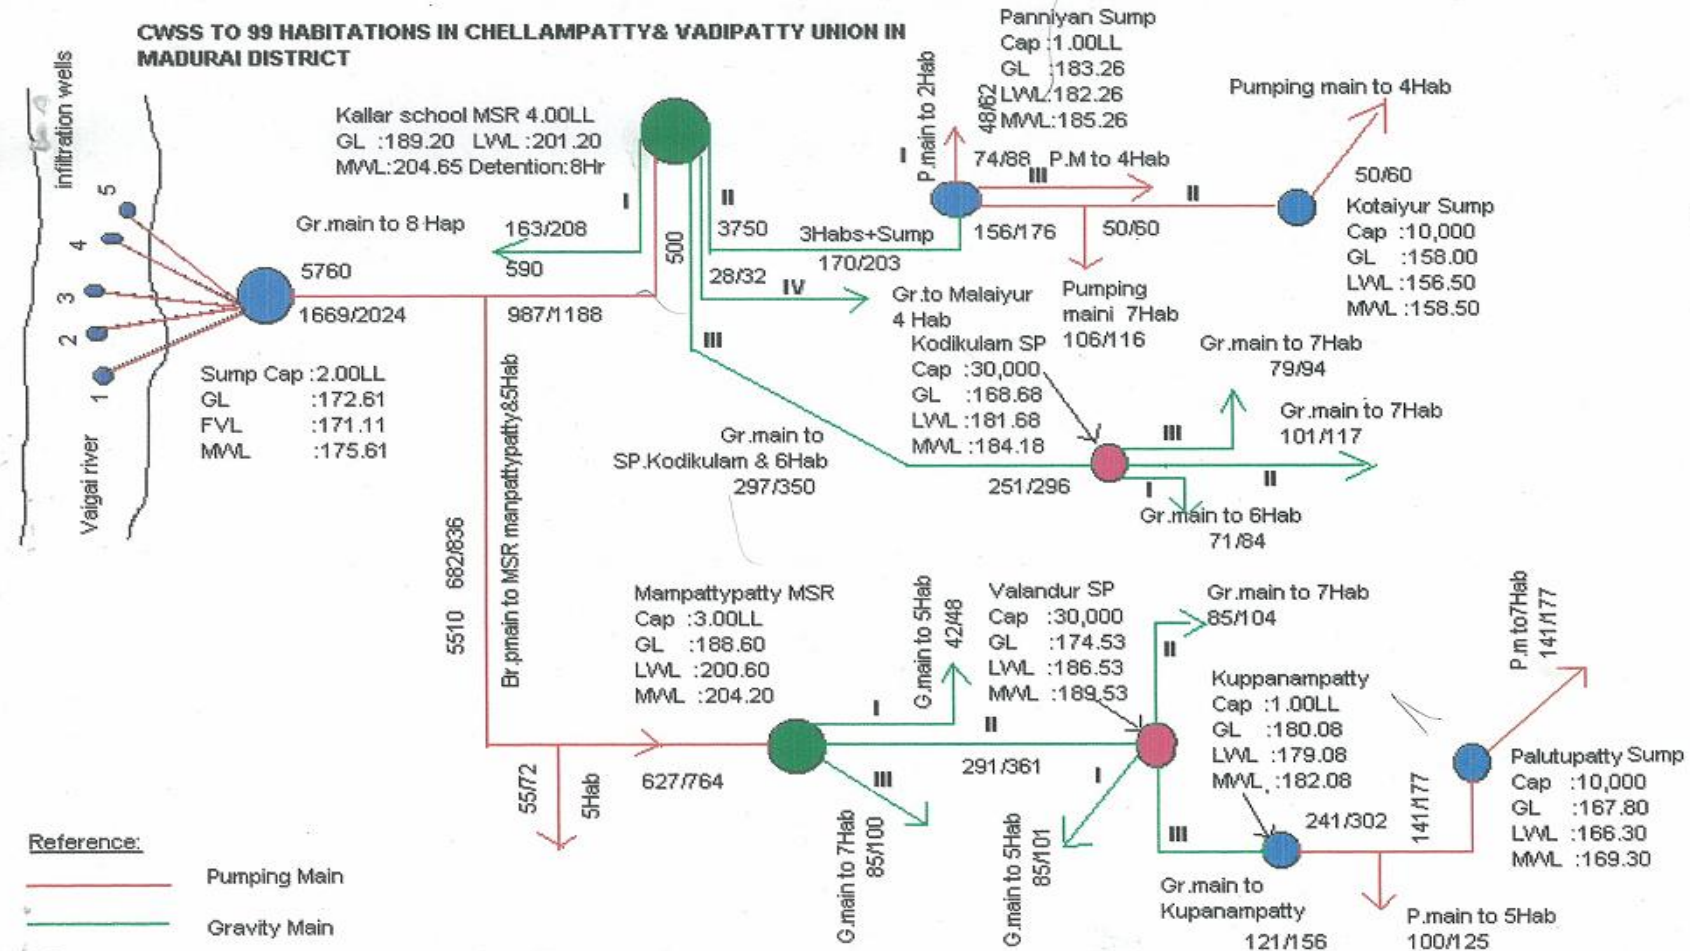 CWSS TO 99 HABITATIONS IN CHELLAMPATTY& VADIPATTY UNION IN
MADURAI DISTRICT
infiltration wells
5
4
3
2
1
Vaigai river
5760
1669/2024
Sump Cap :2.00LL
GL :172.61
FVL :171.11
MWL :175.61
Kallar school MSR 4.00LL
GL :189.20 LWL :201.20
MWL:204.65 Detention:8Hr
Gr.main to 8 Hap
I
163/208
590
987/1188
500
II
3750
28/32
IV
III
3Habs+Sump
170/203
Gr.to Malaiyur
4 Hab
Panniyan Sump
Cap :1.00LL
GL :183.26
LWL:182.26
MWL:185.26
I
P.main to 2Hab
48/62
74/88 P.M to 4Hab
III
II
156/176
50/60
Pumping
maini 7Hab
106/116
Pumping main to 4Hab
50/60
Kotaiyur Sump
Cap :10,000
GL :158.00
LWL :156.50
MWL :158.50
Kodikulam SP
Cap :30,000
GL :168.68
LWL :181.68
MWL :184.18
Gr.main to 7Hab
79/94
III
Gr.main to 7Hab
101/117
II
I
Gr.main to 6Hab
71/84
Gr.main to
SP.Kodikulam & 6Hab
297/350
251/296
5510 682/836
Br.pmain to MSR manpattypatty&5Hab
Mampattypatty MSR
Cap :3.00LL
GL :188.60
LWL :200.60
MWL :204.20
55/72
5Hab
627/764
I
G.main to 5Hab
42/48
II
291/361
III
G.main to 7Hab
85/100
Valandur SP
Cap :30,000
GL :174.53
LWL :186.53
MWL :189.53
I
G.main to 5Hab
85/101
II
Gr.main to 7Hab
85/104
III
Kuppanampatty
Cap :1.00LL
GL :180.08
LWL :179.08
MWL :182.08
Gr.main to
Kupanampatty
121/156
241/302
141/177
P.main to 5Hab
100/125
P.m to7Hab
141/177
Palutupatty Sump
Cap :10,000
GL :167.80
LWL :166.30
MWL :169.30
Reference:
Pumping Main
Gravity Main